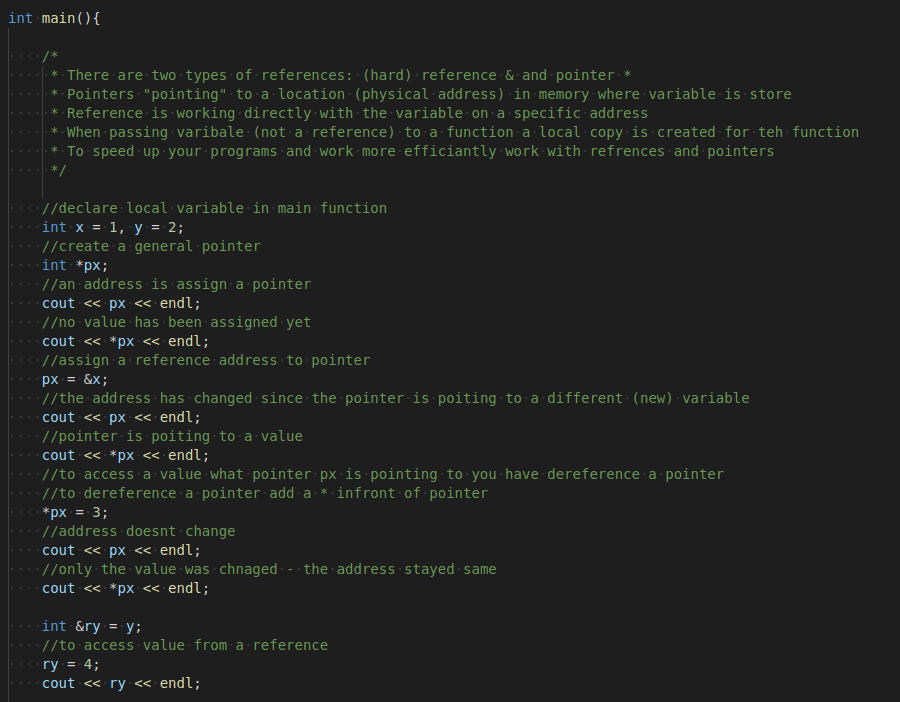 int main(){
/*
* There are two types of references: (hard) reference & and pointer *
* Pointers "pointing" to a location (physical address) in memory where variable is store
* Reference is working directly with the variable on a specific address
* When passing varibale (not a reference) to a function a local copy is created for teh function
* To speed up your programs and work more efficiantly work with refrences and pointers
*/
//declare local variable in main function
int x = 1, y = 2;
//create a general pointer
int *px;
//an address is assign a pointer
cout << px << endl;
//no value has been assigned yet
cout << *px << endl;
//assign a reference address to pointer
px = &x;
//the address has changed since the pointer is poiting to a different (new) variable
cout << px << endl;
//pointer is poiting to a value
cout << *px << endl;
//to access a value what pointer px is pointing to you have dereference a pointer
//to dereference a pointer add a * infront of pointer
*px = 3;
//address doesnt change
cout << px << endl;
//only the value was chnaged - the address stayed same
cout << *px << endl;
int &ry = y;
//to access value from a reference
ry = 4;
cout << ry << endl;